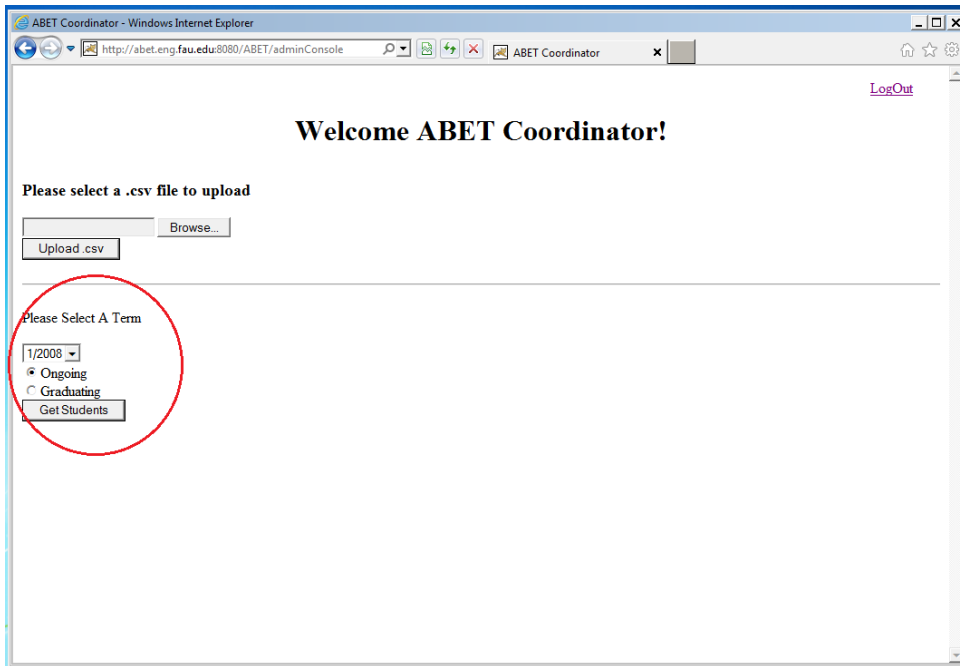 ABET Coordinator - Windows Internet Explorer
http://abet.eng.fau.edu:8080/ABET/adminConsole
ABET Coordinator
LogOut
Welcome ABET Coordinator!
Please select a .csv file to upload
Browse...
Upload .csv
Please Select A Term
1/2008
Ongoing
Graduating
Get Students